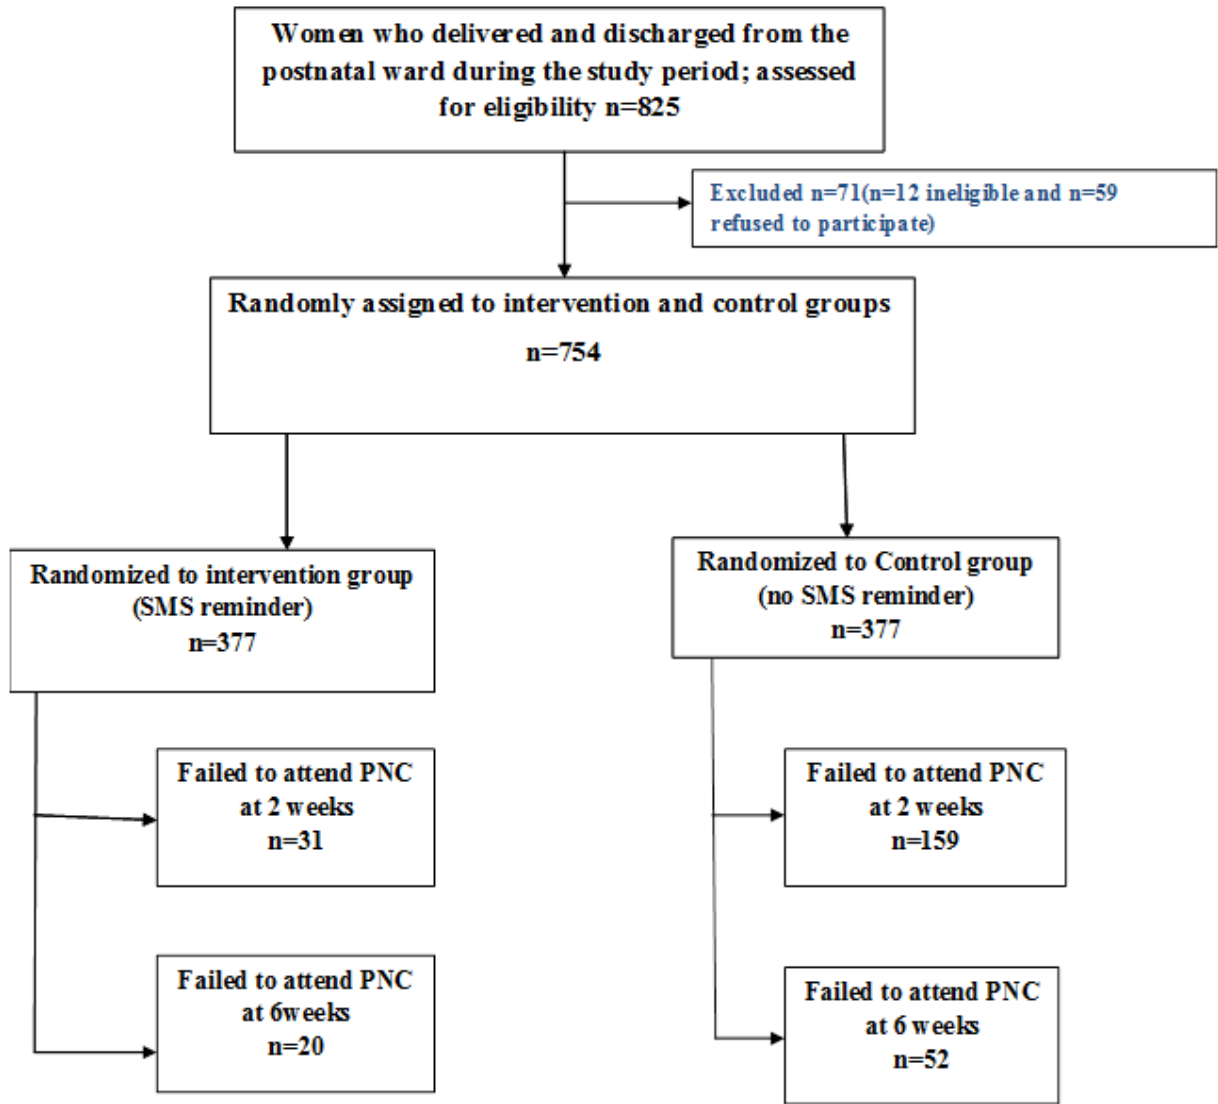 Women who delivered and discharged from the
postnatal ward during the study period; assessed
for eligibility n=825
Excluded n=71(n=12 ineligible and n=59
refused to participate)
Randomly assigned to intervention and control groups
n=754
Randomized to intervention group
(SMS reminder)
n=377
Randomized to Control group
(no SMS reminder)
n=377
Failed to attend PNC
at 2 weeks
n=31
Failed to attend PNC
at 2 weeks
n=159
Failed to attend PNC
at 6weeks
n=20
Failed to attend PNC
at 6 weeks
n=52